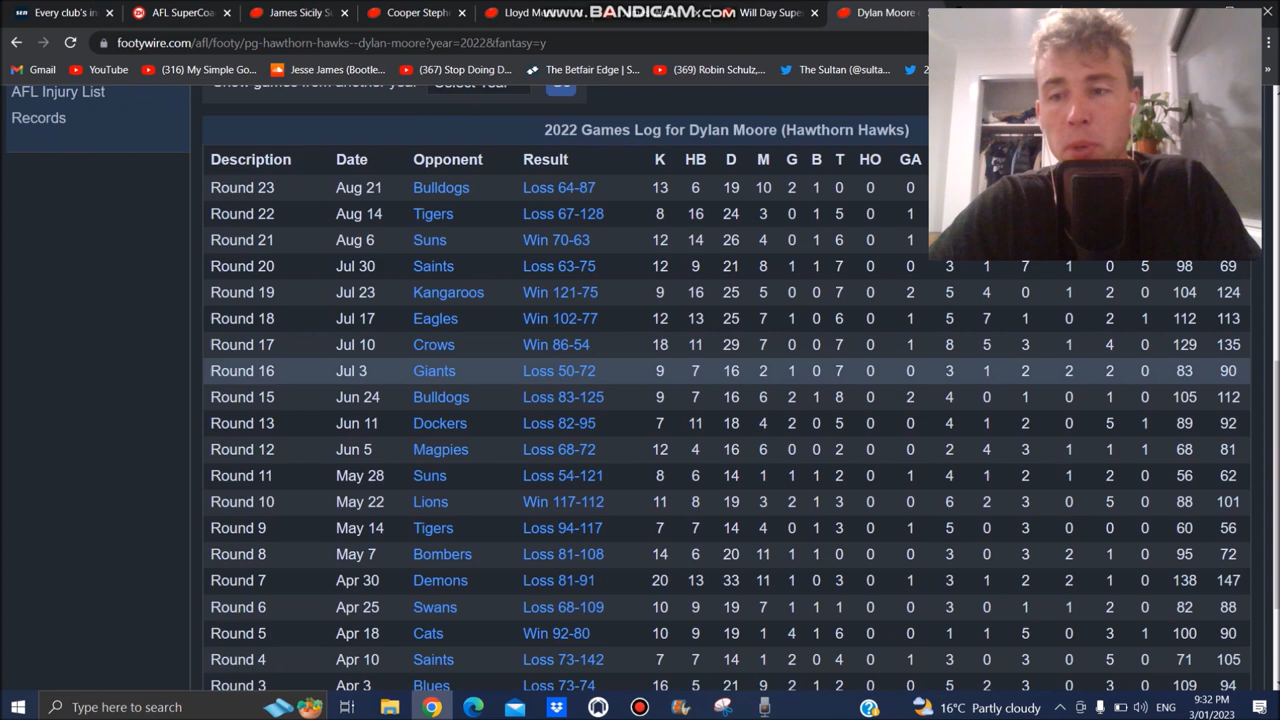 Every club's in
AFL SuperCoa
James Sicily Su
Cooper Steph
Lloyd Me
www.BANDICAM.com
Will Day Supe
Dylan Moore
footywire.com/afl/footy/pg-hawthorn-hawks--dylan-moore?year=2022&fantasy=y
Gmail YouTube (316) My Simple Go... Jesse James (Bootle... (367) Stop Doing D... The Betfair Edge | S... (369) Robin Schulz,... The Sultan (@sulta...
AFL Injury List
Records
2022 Games Log for Dylan Moore (Hawthorn Hawks)
Description Date Opponent Result K HB D M G B T HO GA
Round 23 Aug 21 Bulldogs Loss 64-87 13 6 19 10 2 1 0 0 0
Round 22 Aug 14 Tigers Loss 67-128 8 16 24 3 0 1 5 0 1
Round 21 Aug 6 Suns Win 70-63 12 14 26 4 0 1 6 0 1
Round 20 Jul 30 Saints Loss 63-75 12 9 21 8 1 1 7 0 0 3 1 7 1 0 5 98 69
Round 19 Jul 23 Kangaroos Win 121-75 9 16 25 5 0 0 7 0 2 5 4 0 1 2 0 104 124
Round 18 Jul 17 Eagles Win 102-77 12 13 25 7 1 0 6 0 0 5 7 1 0 2 1 112 113
Round 17 Jul 10 Crows Win 86-54 18 11 29 7 0 0 7 0 1 8 5 3 1 4 0 129 135
Round 16 Jul 3 Giants Loss 50-72 9 7 16 2 1 0 7 0 0 3 1 2 2 2 0 83 90
Round 15 Jun 24 Bulldogs Loss 83-125 9 7 16 6 2 1 8 0 2 4 0 1 0 1 0 105 112
Round 13 Jun 11 Dockers Loss 82-95 7 11 18 4 2 0 5 0 0 4 1 2 0 5 1 89 92
Round 12 Jun 5 Magpies Loss 68-72 12 4 16 6 0 0 2 0 0 2 4 3 1 1 1 68 81
Round 11 May 28 Suns Loss 54-121 8 6 14 1 1 1 2 0 0 4 1 2 1 2 0 56 62
Round 10 May 22 Lions Win 117-112 11 8 19 3 2 1 3 0 0 6 2 3 0 5 0 88 101
Round 9 May 14 Tigers Loss 94-117 7 7 14 4 0 1 3 0 1 5 0 3 0 0 0 60 56
Round 8 May 7 Bombers Loss 81-108 14 6 20 11 1 1 0 0 0 3 0 3 2 1 0 95 72
Round 7 Apr 30 Demons Loss 81-91 20 13 33 11 1 0 3 0 1 3 1 2 2 1 0 138 147
Round 6 Apr 25 Swans Loss 68-109 10 9 19 7 1 1 1 0 0 3 0 1 1 2 0 82 88
Round 5 Apr 18 Cats Win 92-80 10 9 19 1 4 0 6 0 0 1 1 5 0 3 1 100 90
Round 4 Apr 10 Saints Loss 73-142 7 7 14 1 2 0 4 0 1 3 0 3 0 5 0 71 105
Round 3 Apr 3 Blues Loss 73-74 16 5 21 9 2 1 1 0 0 5 2 3 0 0 0 109 94
Type here to search
16°C Partly cloudy
ENG
9:32 PM
3/01/2023